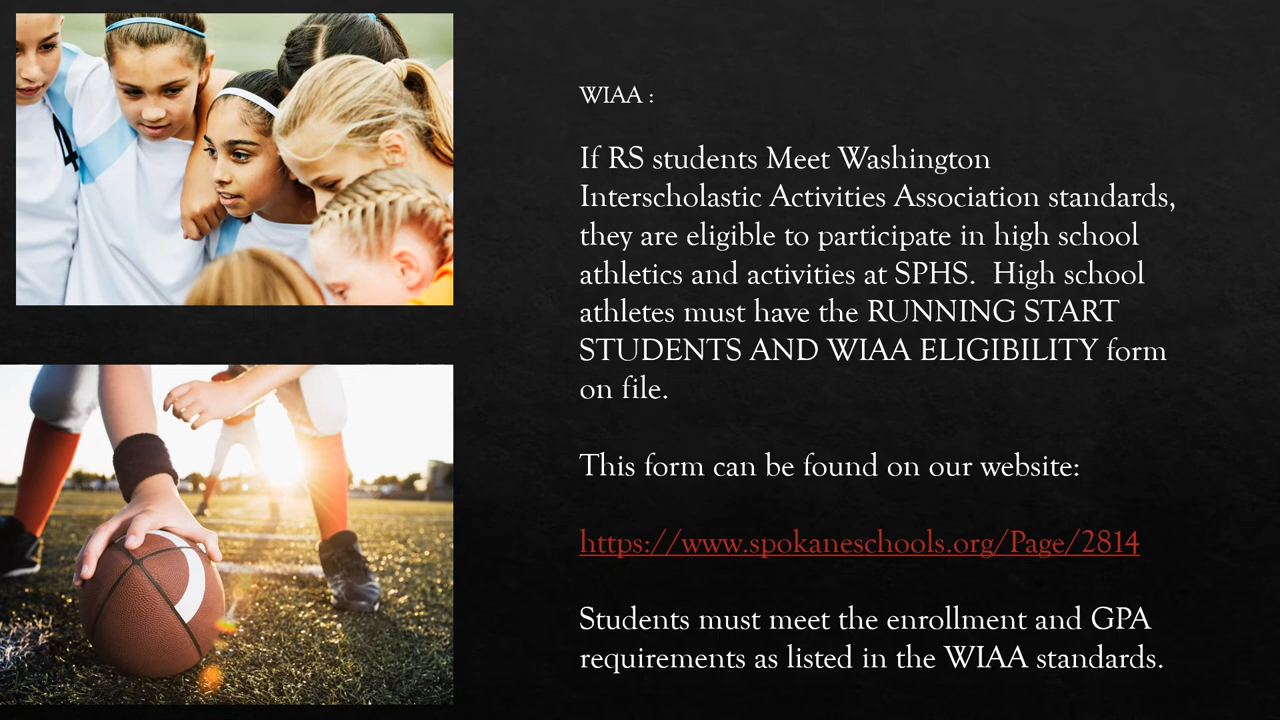 WIAA :
If RS students Meet Washington
Interscholastic Activities Association standards,
they are eligible to participate in high school
athletics and activities at SPHS.  High school
athletes must have the RUNNING START
STUDENTS AND WIAA ELIGIBILITY form
on file.
This form can be found on our website:
https://www.spokaneschools.org/Page/2814
Students must meet the enrollment and GPA
requirements as listed in the WIAA standards.